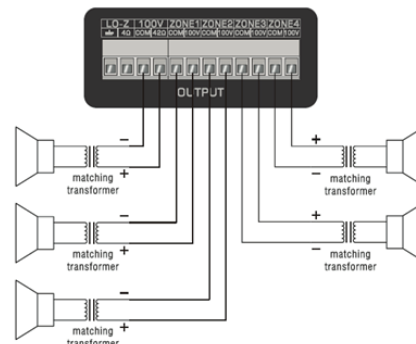 LO-Z 100V ZONE1 ZONE2 ZONE3 ZONE4
4Ω COM 42Ω COM 100V COM 100V COM 100V COM 100V
OUTPUT
− +
matching
transformer
+ −
matching
transformer
− +
matching
transformer
+ −
matching
transformer
− +
matching
transformer